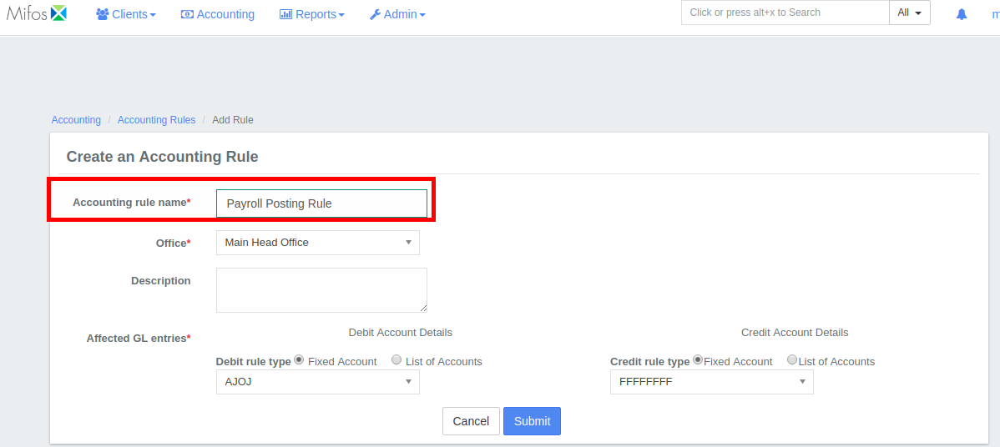 Mifos Clients Accounting Reports Admin Click or press alt+x to Search All m
Accounting / Accounting Rules / Add Rule
Create an Accounting Rule
Accounting rule name* Payroll Posting Rule
Office* Main Head Office
Description
Affected GL entries* Debit Account Details Credit Account Details
Debit rule type Fixed Account List of Accounts Credit rule type Fixed Account List of Accounts
AJOJ FFFFFFFF
Cancel Submit